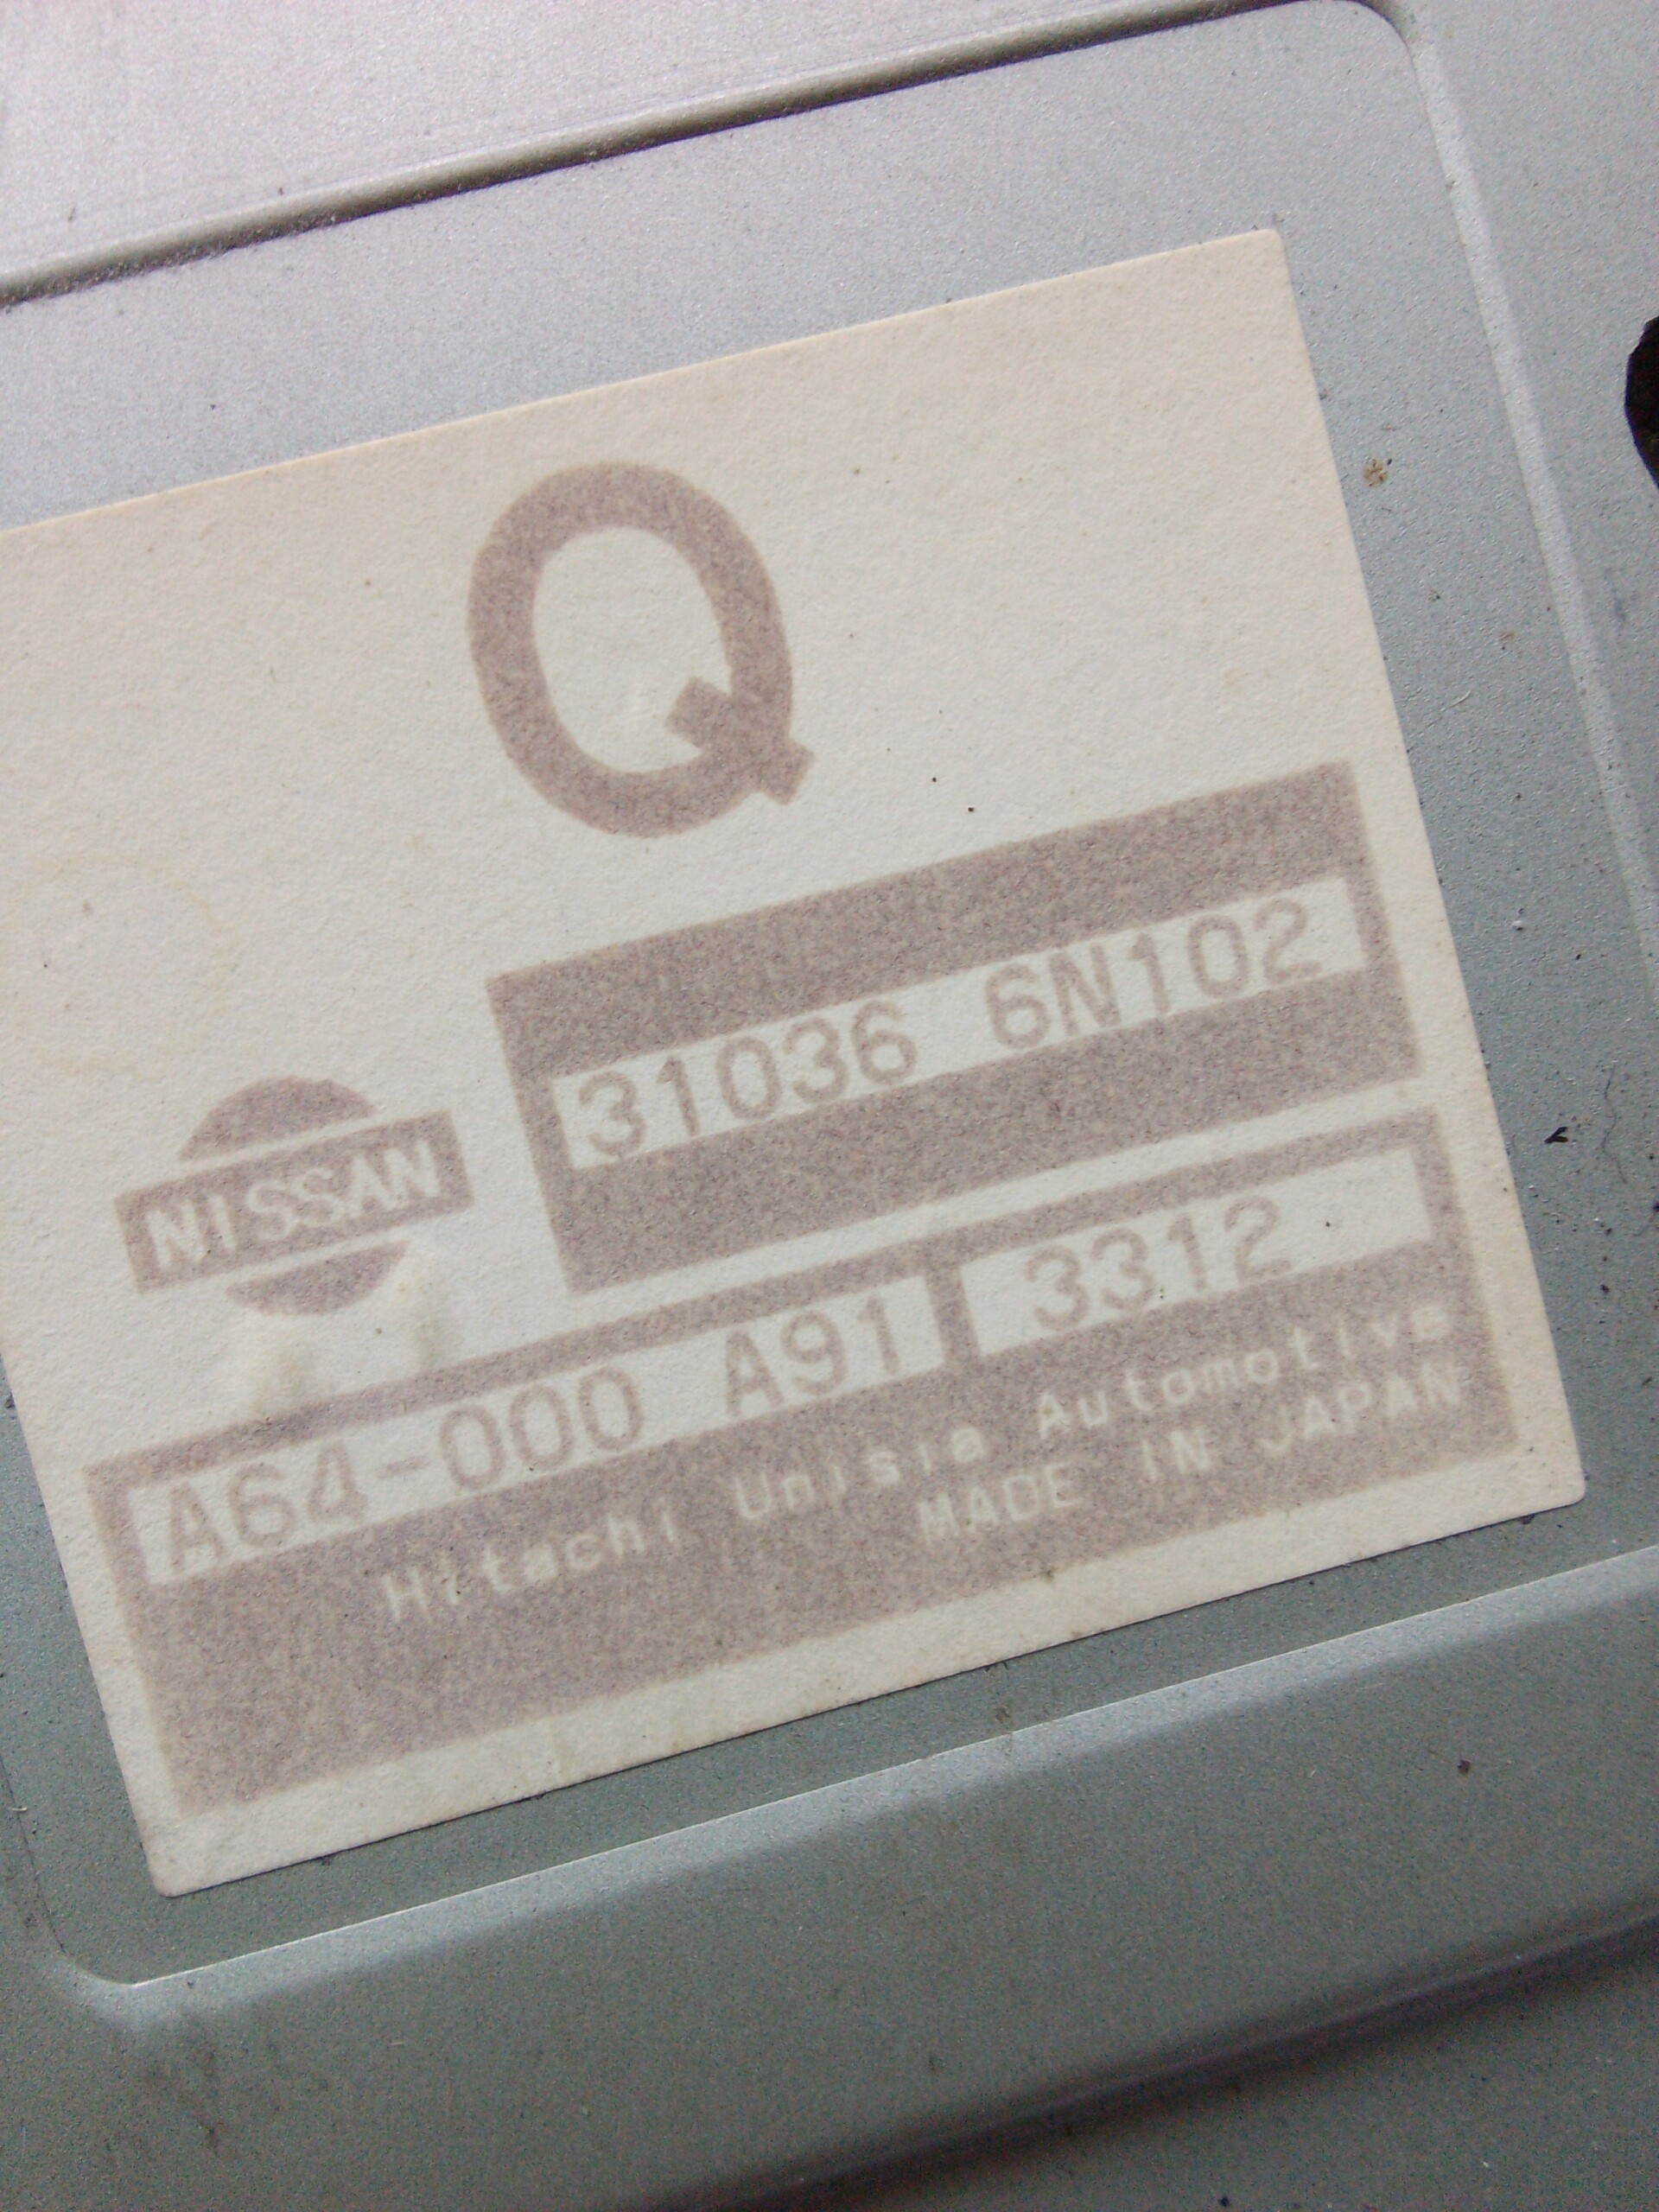 Q
31036 6N102
NISSAN
A64-000 A91 3312
Hitachi Unisia Automotive
MADE IN JAPAN